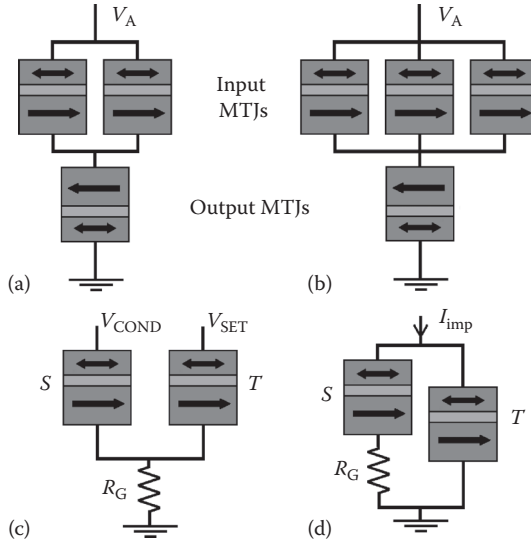 V_A
V_A
Input
MTJs
Output MTJs
(a)
(b)
V_COND
V_SET
S
T
R_G
(c)
I_imp
S
T
R_G
(d)